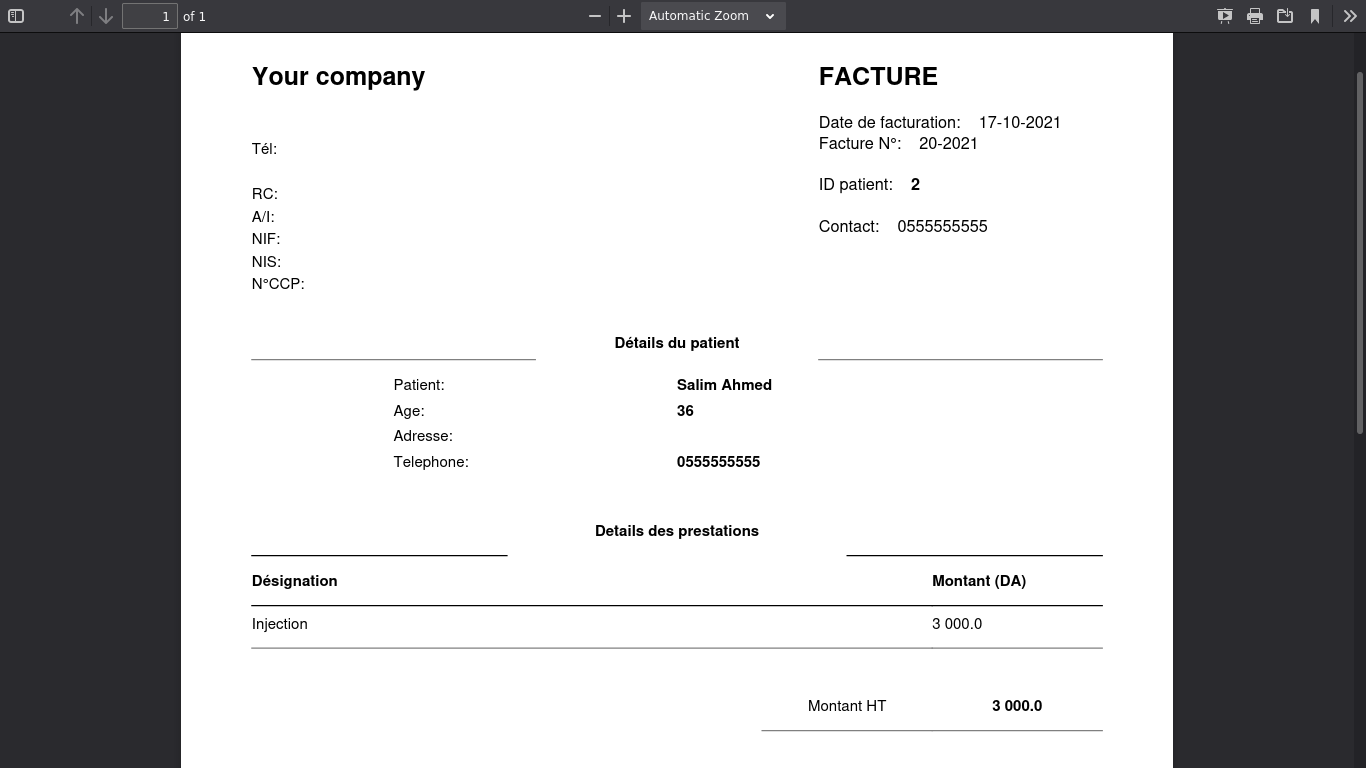 1 of 1
Automatic Zoom
Your company
FACTURE
Date de facturation: 17-10-2021
Facture N°: 20-2021
Tél:
ID patient: 2
RC:
A/I:
Contact: 0555555555
NIF:
NIS:
N°CCP:
Détails du patient
Patient: Salim Ahmed
Age: 36
Adresse:
Telephone: 0555555555
Details des prestations
Désignation Montant (DA)
Injection 3 000.0
Montant HT 3 000.0